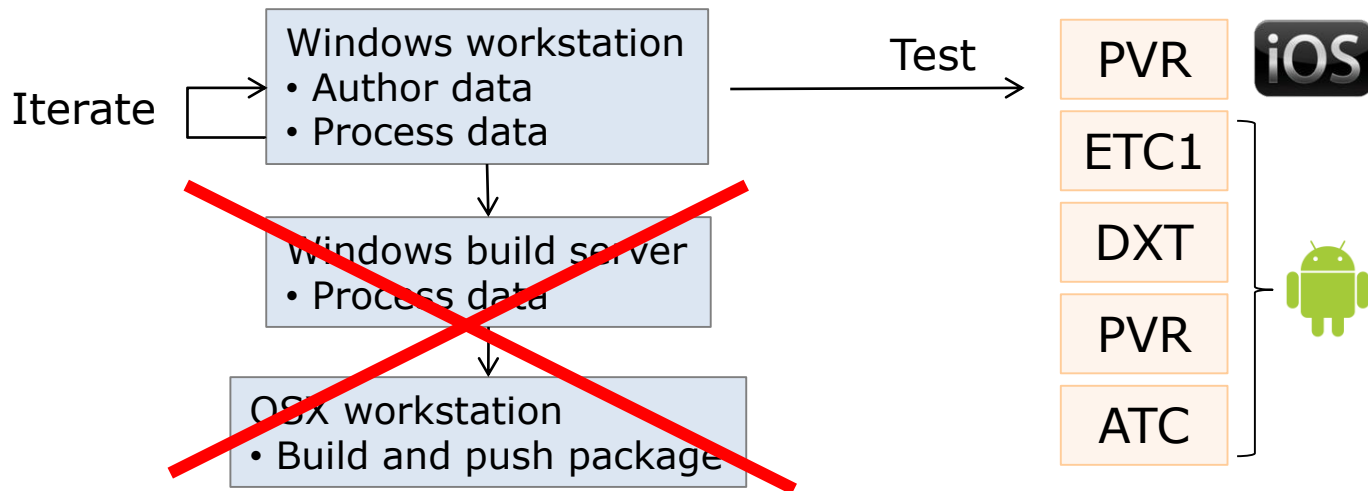 Windows workstation
• Author data
• Process data
Iterate
Test
Windows build server
• Process data
OSX workstation
• Build and push package
PVR
iOS
ETC1
DXT
PVR
ATC